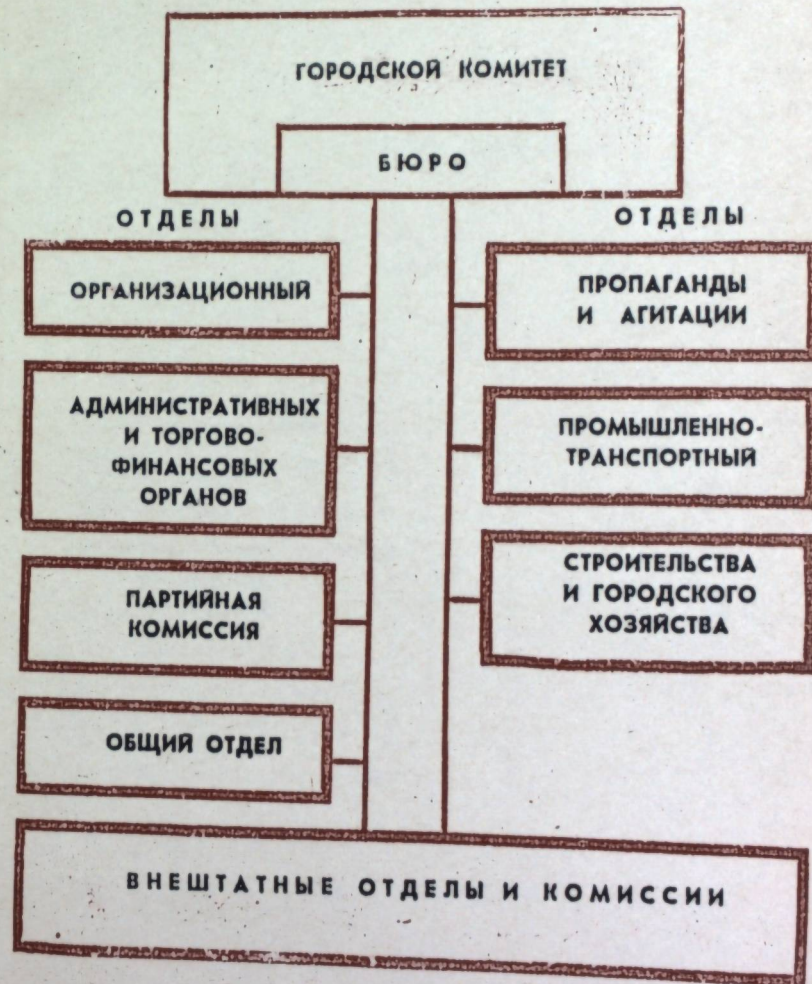 ГОРОДСКОЙ КОМИТЕТ
БЮРО
ОТДЕЛЫ
ОРГАНИЗАЦИОННЫЙ
АДМИНИСТРАТИВНЫХ
И ТОРГОВО-
ФИНАНСОВЫХ
ОРГАНОВ
ПАРТИЙНАЯ
КОМИССИЯ
ОБЩИЙ ОТДЕЛ
ОТДЕЛЫ
ПРОПАГАНДЫ
И АГИТАЦИИ
ПРОМЫШЛЕННО-
ТРАНСПОРТНЫЙ
СТРОИТЕЛЬСТВА
И ГОРОДСКОГО
ХОЗЯЙСТВА
ВНЕШТАТНЫЕ ОТДЕЛЫ И КОМИССИИ